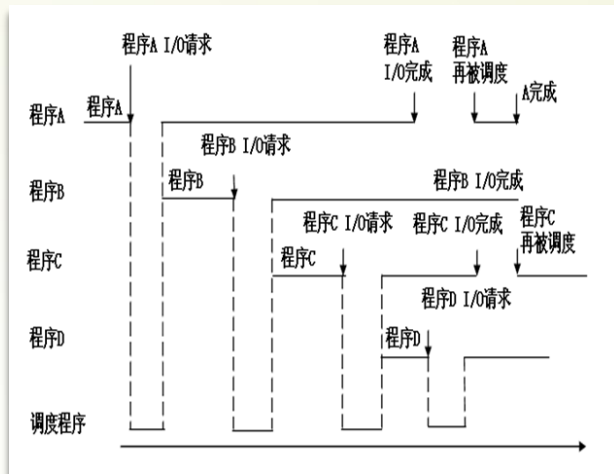 程序A I/O请求
程序A
I/O完成
程序A
再被调度
A完成
程序A
程序A
程序B I/O请求
程序B
程序B
程序B I/O完成
程序C I/O请求
程序C I/O完成
程序C
再被调度
程序C
程序C
程序D I/O请求
程序D
程序D
调度程序